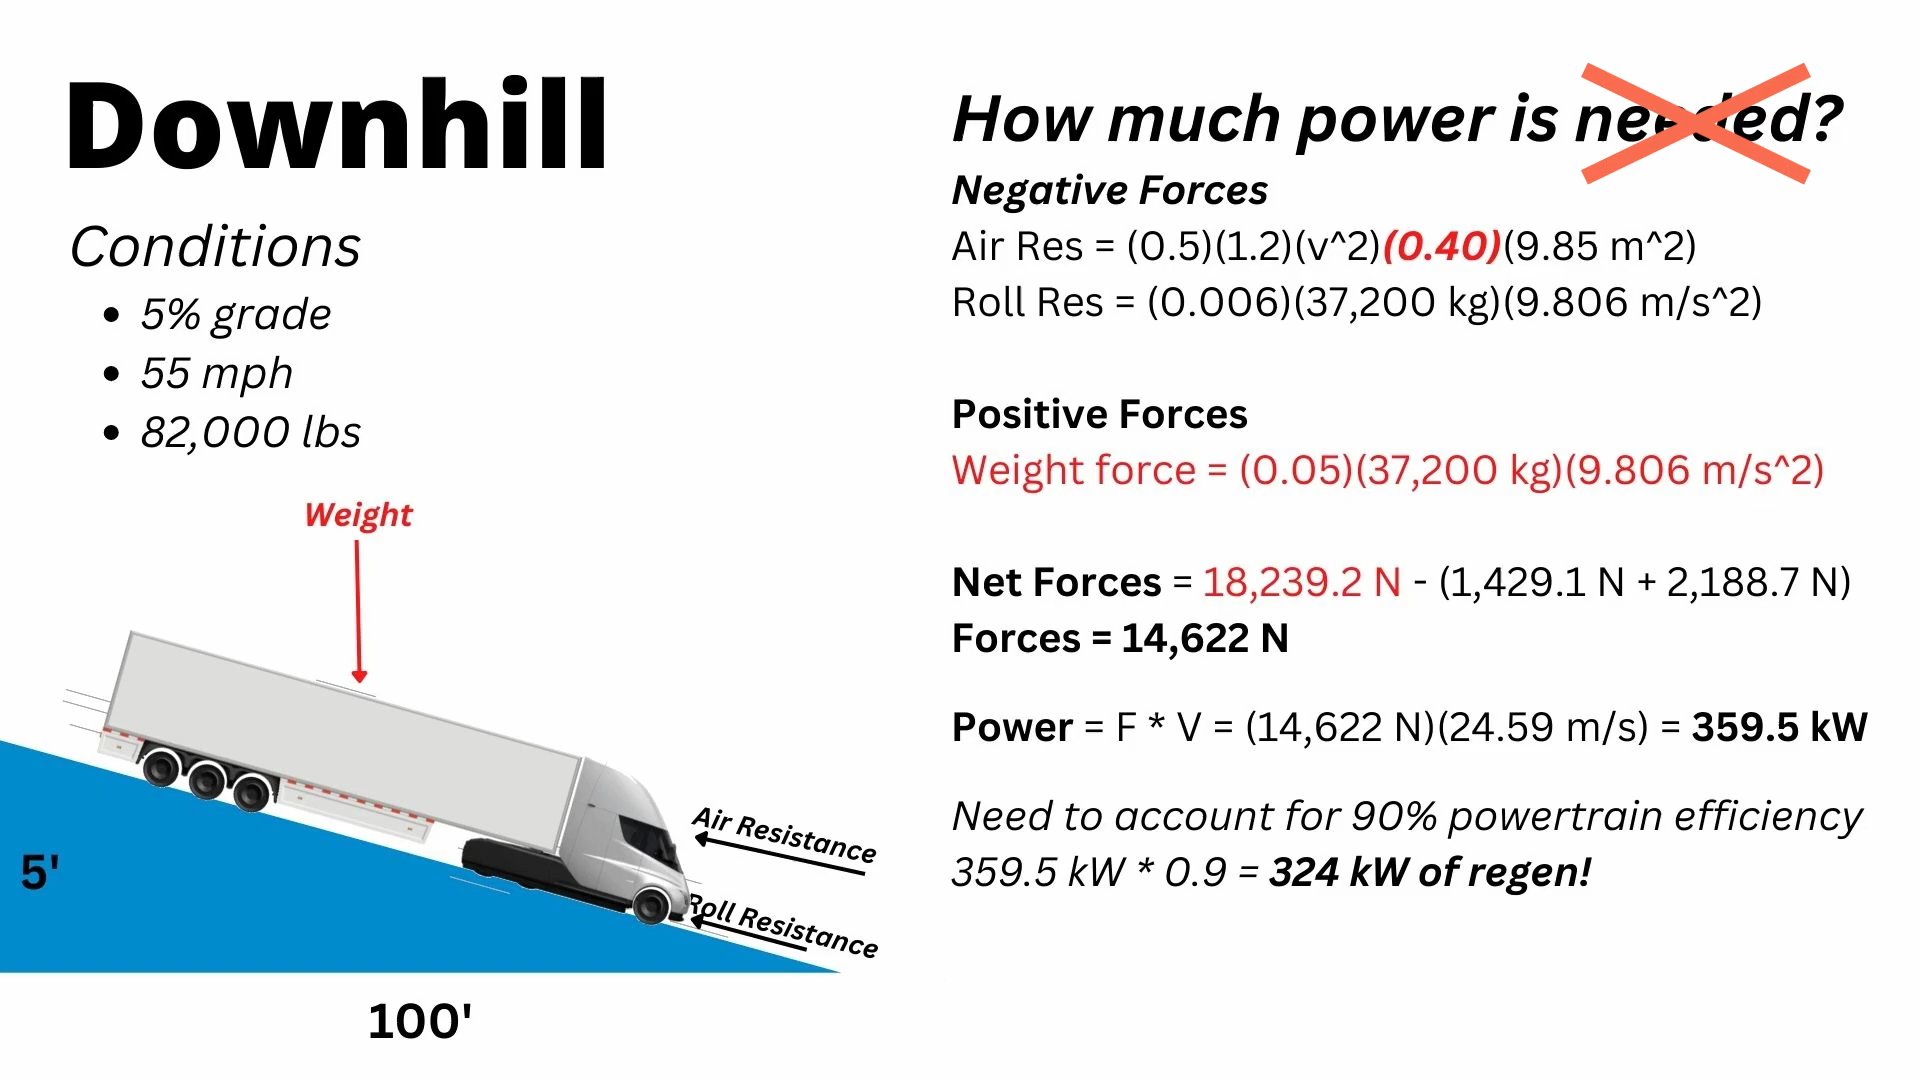 Downhill
Conditions
• 5% grade
• 55 mph
• 82,000 lbs
Weight
Air Resistance
Roll Resistance
5'
100'
How much power is needed?
Negative Forces
Air Res = (0.5)(1.2)(v^2)(0.40)(9.85 m^2)
Roll Res = (0.006)(37,200 kg)(9.806 m/s^2)
Positive Forces
Weight force = (0.05)(37,200 kg)(9.806 m/s^2)
Net Forces = 18,239.2 N - (1,429.1 N + 2,188.7 N)
Forces = 14,622 N
Power = F * V = (14,622 N)(24.59 m/s) = 359.5 kW
Need to account for 90% powertrain efficiency
359.5 kW * 0.9 = 324 kW of regen!